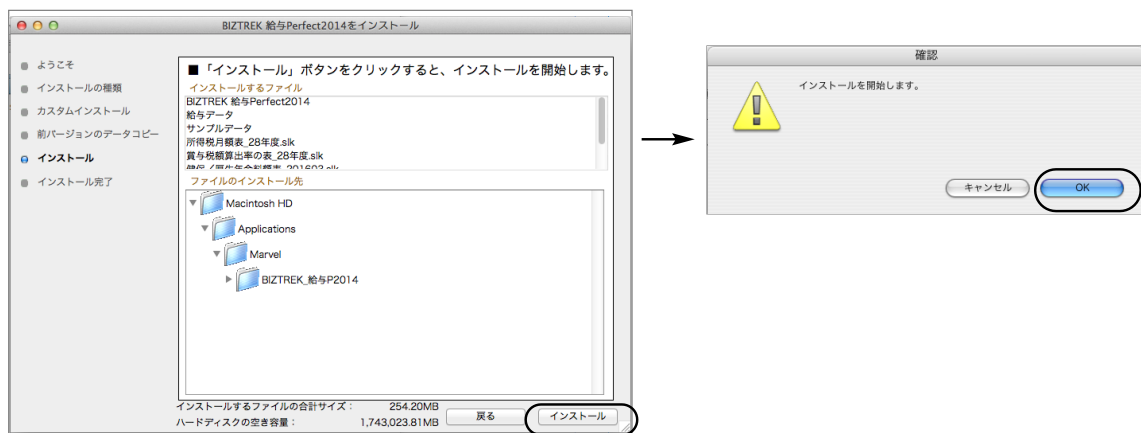 BIZTREK 給与Perfect2014をインストール
ようこそ
インストールの種類
カスタムインストール
前バージョンのデータコピー
インストール
インストール完了
■「インストール」ボタンをクリックすると、インストールを開始します。
インストールするファイル
BIZTREK 給与Perfect2014
給与データ
サンプルデータ
所得税月額表_28年度.slk
賞与税額算出率の表_28年度.slk
ファイルのインストール先
Macintosh HD
Applications
Marvel
BIZTREK_給与P2014
インストールするファイルの合計サイズ： 254.20MB
ハードディスクの空き容量： 1,743,023.81MB
戻る
インストール
確認
インストールを開始します。
キャンセル
OK